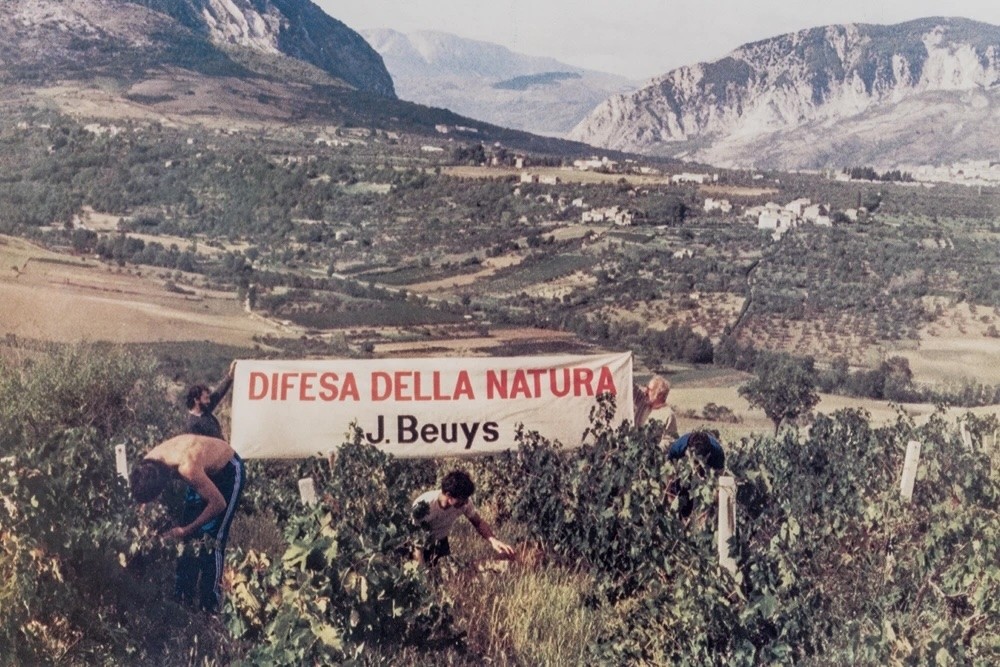 DIFESA DELLA NATURA
J. Beuys